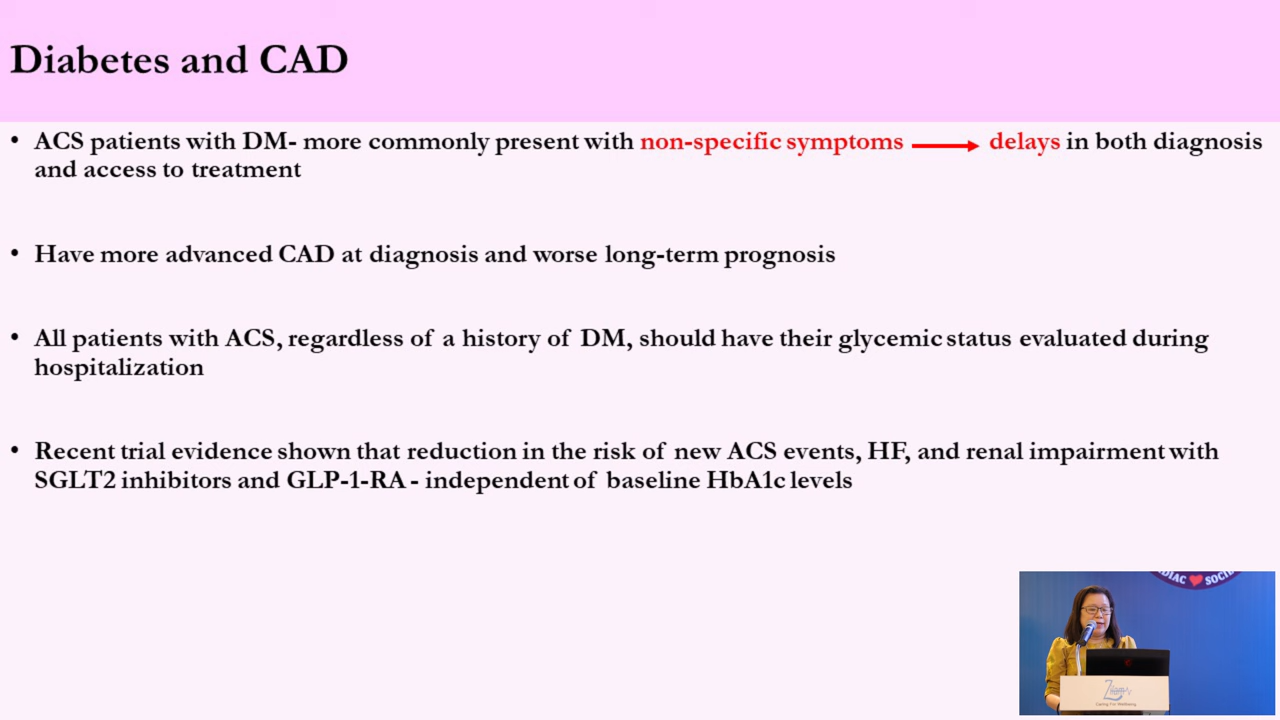 Diabetes and CAD
• ACS patients with DM- more commonly present with non-specific symptoms → delays in both diagnosis
and access to treatment
• Have more advanced CAD at diagnosis and worse long-term prognosis
• All patients with ACS, regardless of a history of DM, should have their glycemic status evaluated during
hospitalization
• Recent trial evidence shown that reduction in the risk of new ACS events, HF, and renal impairment with
SGLT2 inhibitors and GLP-1-RA - independent of baseline HbA1c levels
Caring For Wellbeing